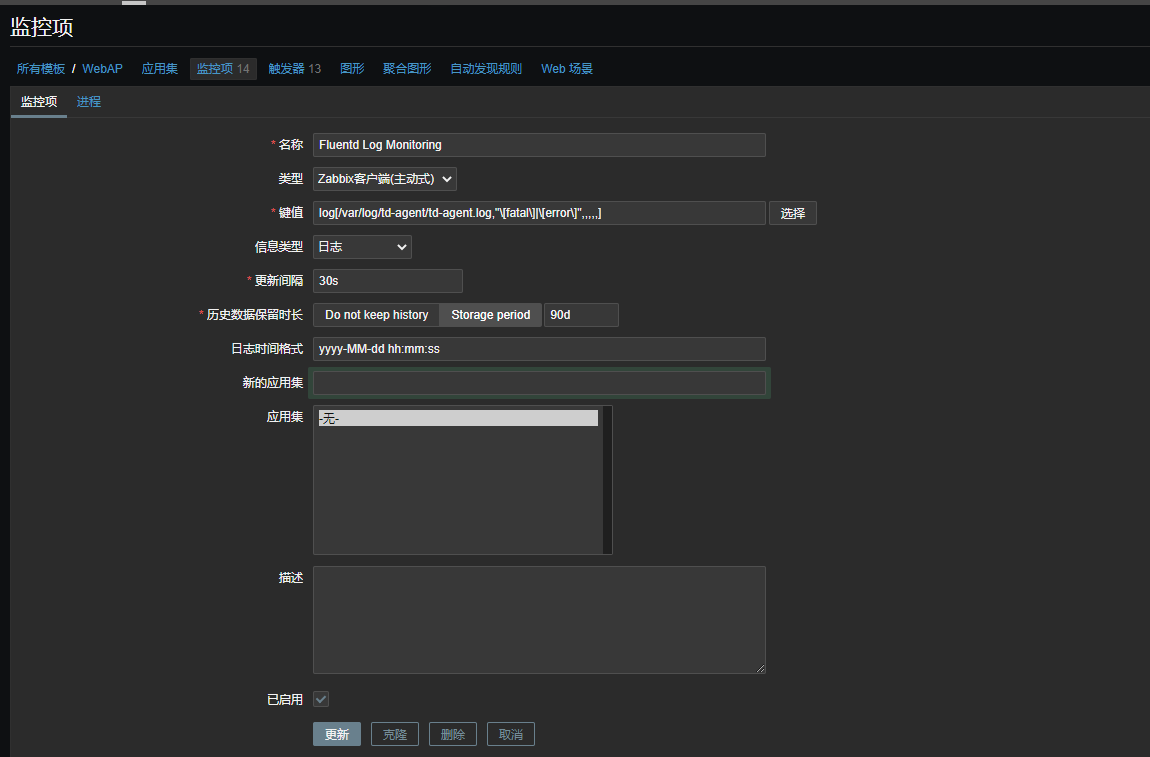 监控项
所有模板 / WebAP 应用集 监控项 14 触发器 13 图形 聚合图形 自动发现规则 Web 场景
监控项 进程
* 名称 Fluentd Log Monitoring
类型 Zabbix客户端(主动式)
* 键值 log[/var/log/td-agent/td-agent.log,"\[fatal\]|\[error\]",,,,,] 选择
信息类型 日志
* 更新间隔 30s
* 历史数据保留时长 Do not keep history Storage period 90d
日志时间格式 yyyy-MM-dd hh:mm:ss
新的应用集
应用集 -无-
描述
已启用
更新 克隆 删除 取消